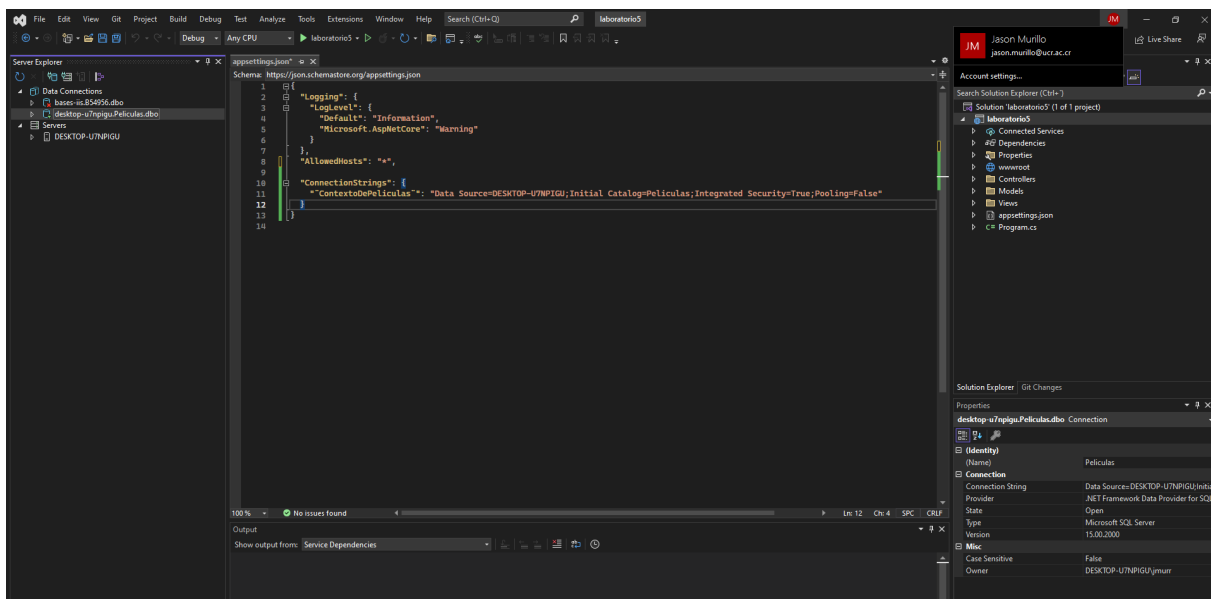 File Edit View Git Project Build Debug Test Analyze Tools Extensions Window Help Search (Ctrl+Q) laboratorio5 JM
Debug Any CPU laboratorio5 Live Share
JM Jason Murillo
jason.murillo@ucr.ac.cr
Account settings...
Server Explorer
Data Connections
bases-iis.B54956.dbo
desktop-u7npigu.Peliculas.dbo
Servers
DESKTOP-U7NPIGU
appsettings.json*
Schema: https://json.schemastore.org/appsettings.json
1 {
2 "Logging": {
3 "LogLevel": {
4 "Default": "Information",
5 "Microsoft.AspNetCore": "Warning"
6 }
7 },
8 "AllowedHosts": "*",
9
10 "ConnectionStrings": {
11 "¨ContextoDePeliculas¨": "Data Source=DESKTOP-U7NPIGU;Initial Catalog=Peliculas;Integrated Security=True;Pooling=False"
12 }
13 }
14
100 % No issues found Ln: 12 Ch: 4 SPC CRLF
Output
Show output from: Service Dependencies
Search Solution Explorer (Ctrl+¨)
Solution 'laboratorio5' (1 of 1 project)
laboratorio5
Connected Services
Dependencies
Properties
wwwroot
Controllers
Models
Views
appsettings.json
C# Program.cs
Solution Explorer Git Changes
Properties
desktop-u7npigu.Peliculas.dbo Connection
(Identity)
(Name) Peliculas
Connection
Connection String Data Source=DESKTOP-U7NPIGU;Initia
Provider .NET Framework Data Provider for SQL
State Open
Type Microsoft SQL Server
Version 15.00.2000
Misc
Case Sensitive False
Owner DESKTOP-U7NPIGU\jmurr